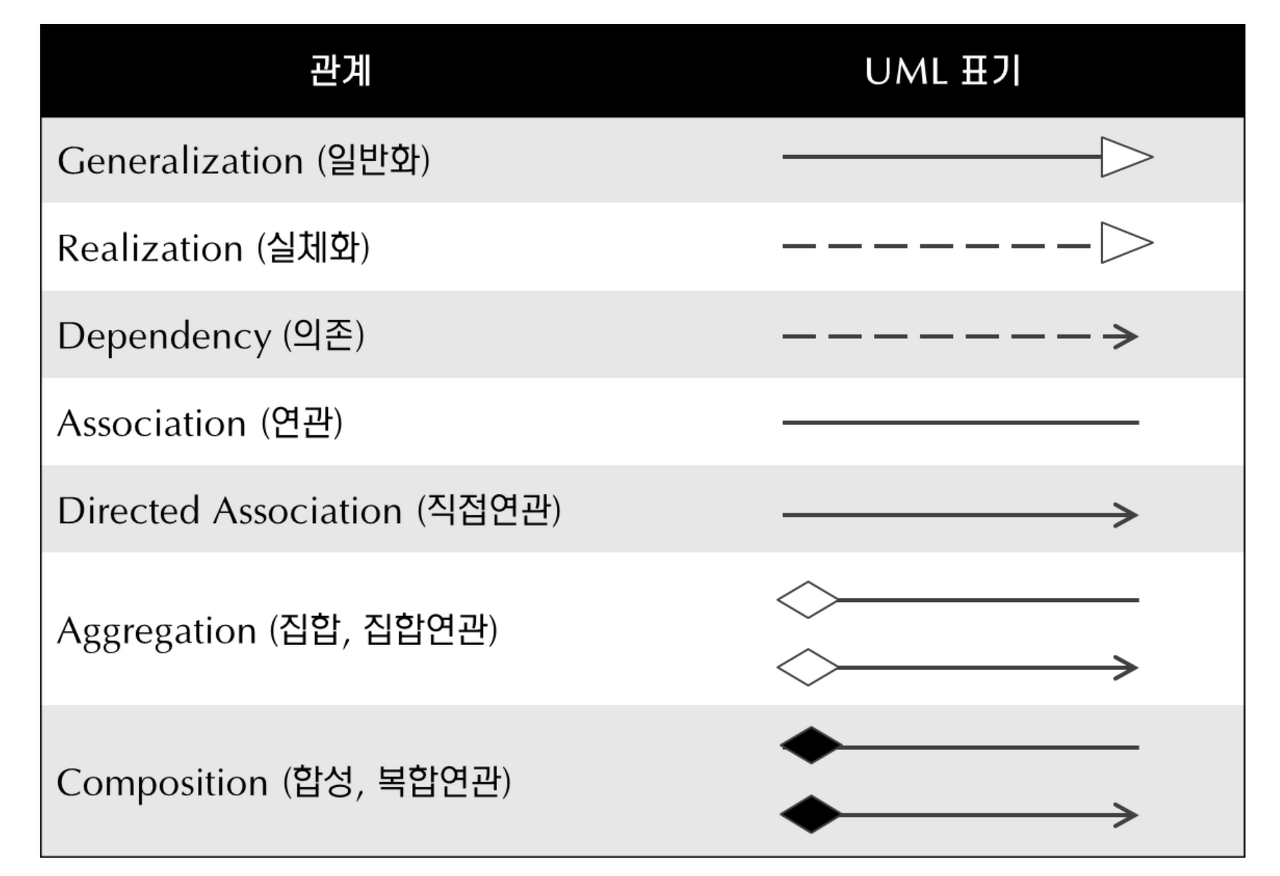 관계
UML 표기
Generalization (일반화)
Realization (실체화)
Dependency (의존)
Association (연관)
Directed Association (직접연관)
Aggregation (집합, 집합연관)
Composition (합성, 복합연관)